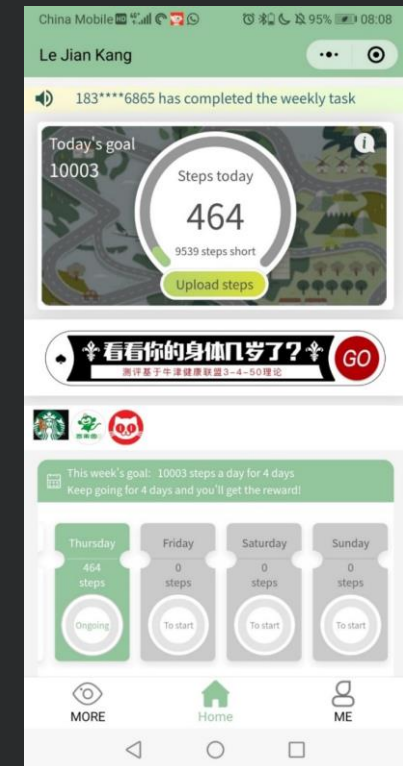 China Mobile HD 95% 08:08
Le Jian Kang
183****6865 has completed the weekly task
Today's goal
10003
Steps today
464
9539 steps short
Upload steps
看看你的身体几岁了?
测评基于牛津健康联盟3-4-50理论
GO
This week's goal: 10003 steps a day for 4 days
Keep going for 4 days and you'll get the reward!
Thursday Friday Saturday Sunday
464 0 0 0
steps steps steps steps
Ongoing To start To start To start
MORE Home ME